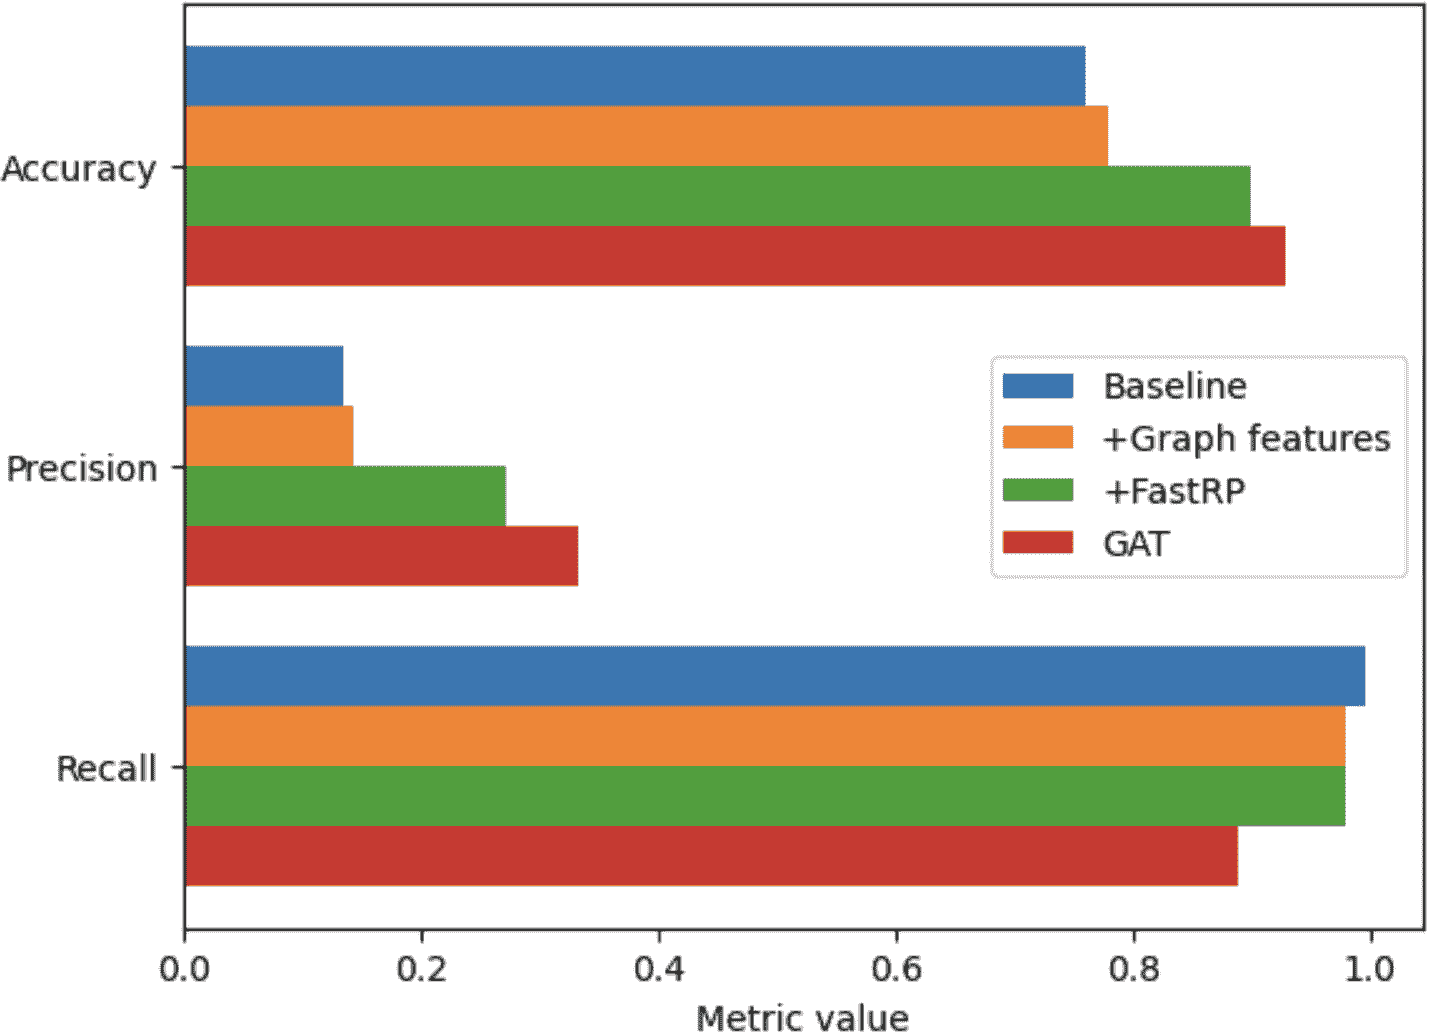 Accuracy
Precision
Recall
Baseline
+Graph features
+FastRP
GAT
0.0 0.2 0.4 0.6 0.8 1.0
Metric value